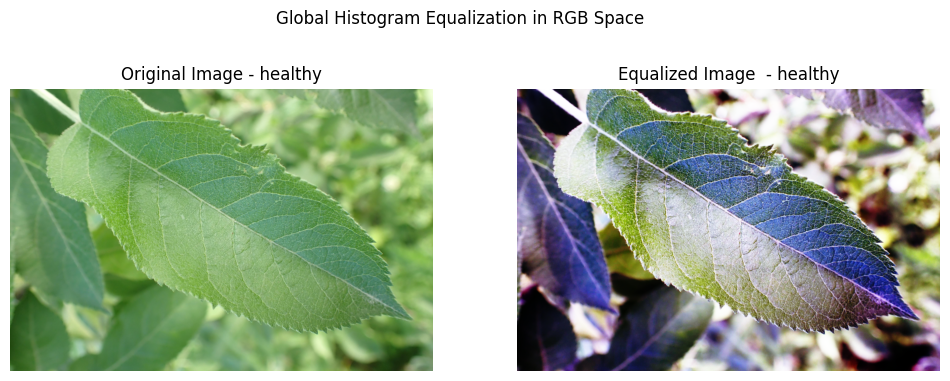 Global Histogram Equalization in RGB Space
Original Image - healthy
Equalized Image  - healthy